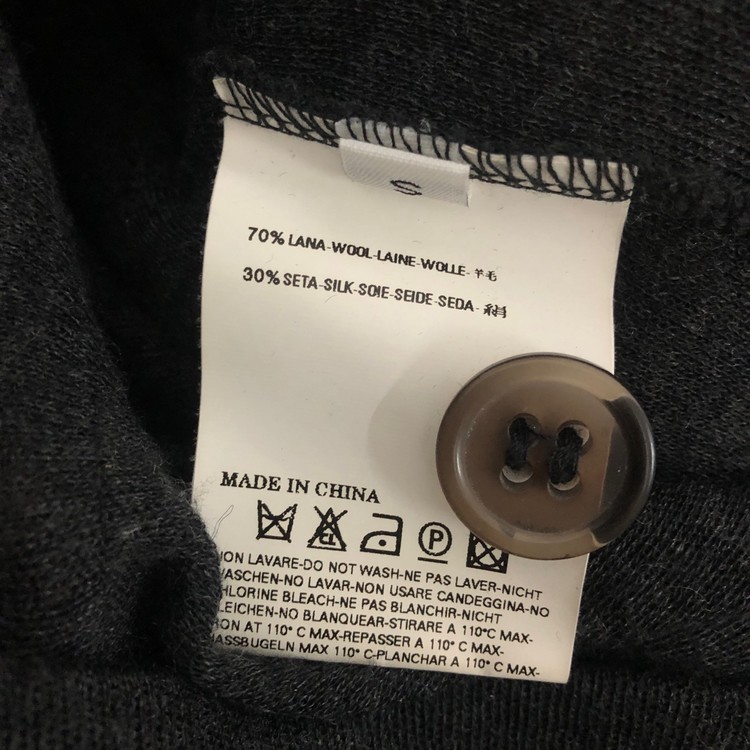 S
70% LANA-WOOL-LAINE-WOLLE-羊毛
30% SETA-SILK-SOIE-SEIDE-SEDA-絹
MADE IN CHINA
CL
P
NON LAVARE-DO NOT WASH-NE PAS LAVER-NICHT
WASCHEN-NO LAVAR-NON USARE CANDEGGINA-NO
CHLORINE BLEACH-NE PAS BLANCHIR-NICHT
BLEICHEN-NO BLANQUEAR-STIRARE A 110°C MAX-
IRON AT 110° C MAX-REPASSER A 110° C MAX-
HASSBUGELN MAX 110° C-PLANCHAR A 110° C MAX-